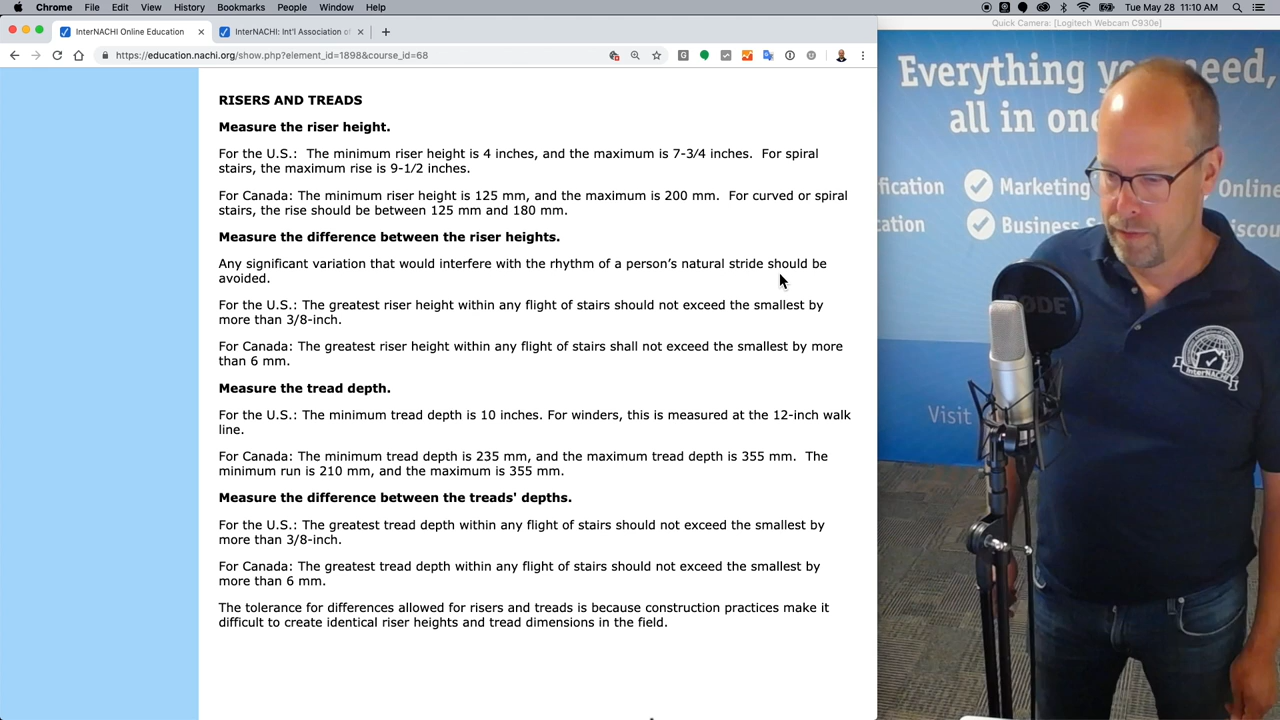 Chrome File Edit View History Bookmarks People Window Help
Tue May 28 11:10 AM
Quick Camera: [Logitech Webcam C930e]
InterNACHI Online Education
InterNACHI: Int'l Association o
https://education.nachi.org/show.php?element_id=1898&course_id=68
RISERS AND TREADS
Measure the riser height.
For the U.S.: The minimum riser height is 4 inches, and the maximum is 7-3/4 inches. For spiral
stairs, the maximum rise is 9-1/2 inches.
For Canada: The minimum riser height is 125 mm, and the maximum is 200 mm. For curved or spiral
stairs, the rise should be between 125 mm and 180 mm.
Measure the difference between the riser heights.
Any significant variation that would interfere with the rhythm of a person's natural stride should be
avoided.
For the U.S.: The greatest riser height within any flight of stairs should not exceed the smallest by
more than 3/8-inch.
For Canada: The greatest riser height within any flight of stairs shall not exceed the smallest by more
than 6 mm.
Measure the tread depth.
For the U.S.: The minimum tread depth is 10 inches. For winders, this is measured at the 12-inch walk
line.
For Canada: The minimum tread depth is 235 mm, and the maximum tread depth is 355 mm. The
minimum run is 210 mm, and the maximum is 355 mm.
Measure the difference between the treads' depths.
For the U.S.: The greatest tread depth within any flight of stairs should not exceed the smallest by
more than 3/8-inch.
For Canada: The greatest tread depth within any flight of stairs should not exceed the smallest by
more than 6 mm.
The tolerance for differences allowed for risers and treads is because construction practices make it
difficult to create identical riser heights and tread dimensions in the field.
Everything need,
all in
fication Marketing Online
cation Business
RØDE
InterNACHI
Visit